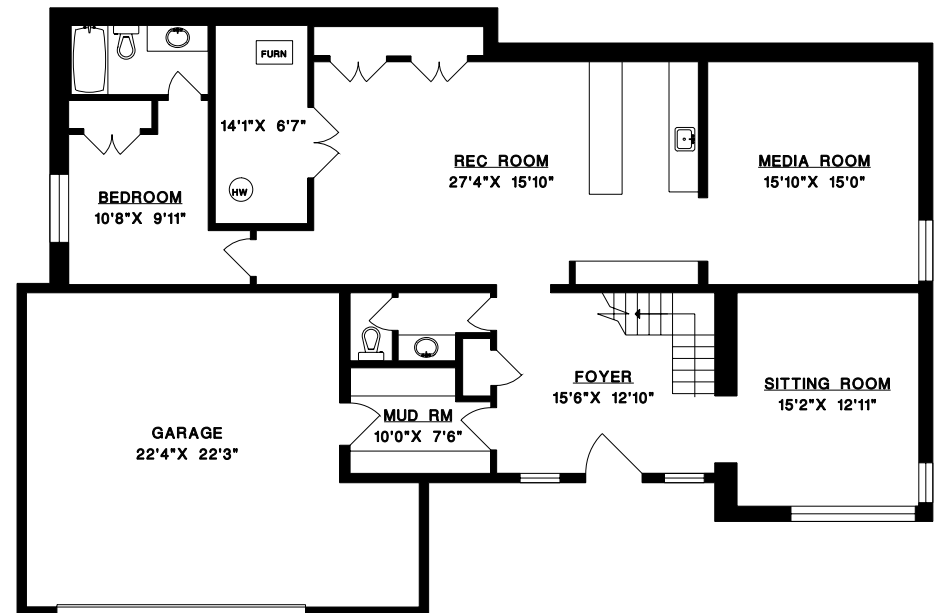 FURN
14'1"X 6'7"
REC ROOM
27'4"X 15'10"
MEDIA ROOM
15'10"X 15'0"
HW
BEDROOM
10'8"X 9'11"
FOYER
15'6"X 12'10"
SITTING ROOM
15'2"X 12'11"
MUD RM
10'0"X 7'6"
GARAGE
22'4"X 22'3"